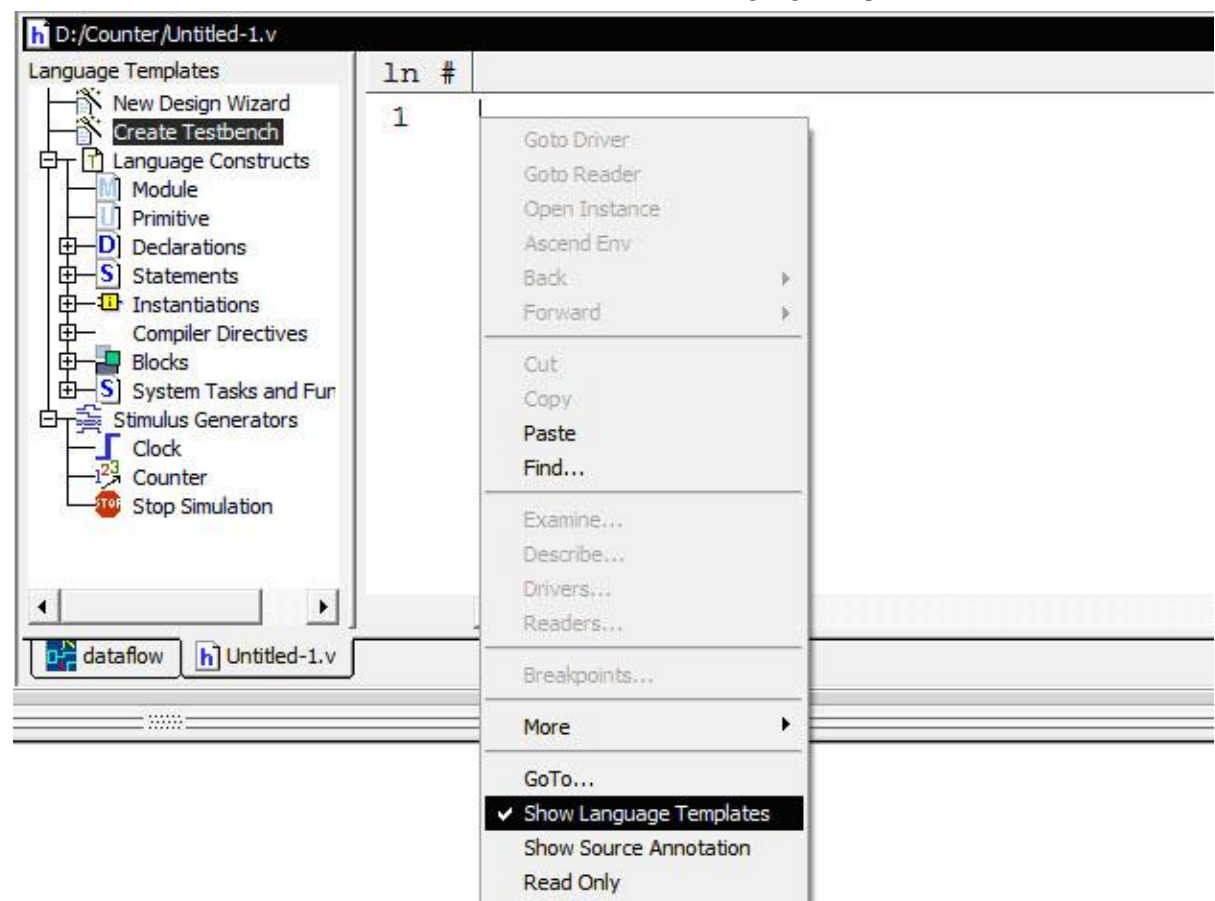 D:/Counter/Untitled-1.v
Language Templates
New Design Wizard
Create Testbench
Language Constructs
Module
Primitive
Declarations
Statements
Instantiations
Compiler Directives
Blocks
System Tasks and Fun
Stimulus Generators
Clock
Counter
Stop Simulation
ln #
1
Goto Driver
Goto Reader
Open Instance
Ascend Env
Back
Forward
Cut
Copy
Paste
Find...
Examine...
Describe...
Drivers...
Readers...
Breakpoints...
More
GoTo...
Show Language Templates
Show Source Annotation
Read Only
dataflow
Untitled-1.v